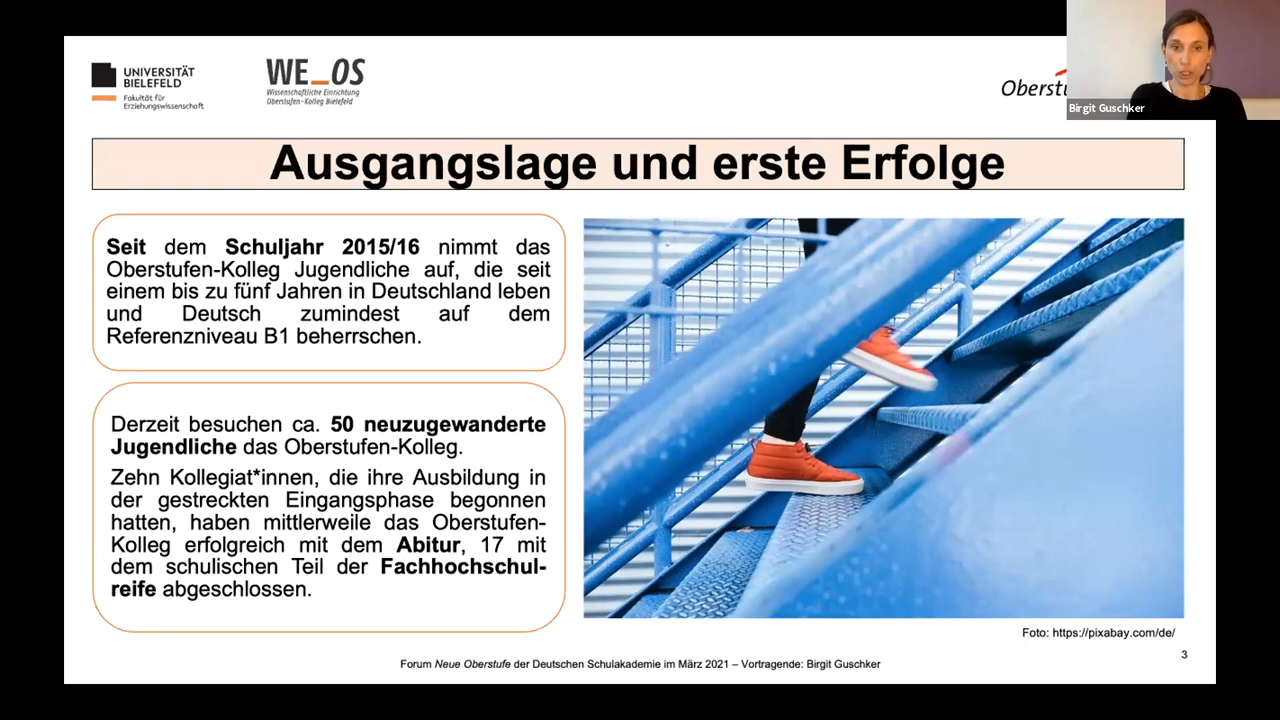 UNIVERSITÄT
BIELEFELD
Fakultät für
Erziehungswissenschaft
WE_OS
Wissenschaftliche Einrichtung
Oberstufen-Kolleg Bielefeld
Birgit Guschker
Ausgangslage und erste Erfolge
Seit dem Schuljahr 2015/16 nimmt das
Oberstufen-Kolleg Jugendliche auf, die seit
einem bis zu fünf Jahren in Deutschland leben
und Deutsch zumindest auf dem
Referenzniveau B1 beherrschen.
Derzeit besuchen ca. 50 neuzugewanderte
Jugendliche das Oberstufen-Kolleg.
Zehn Kollegiat*innen, die ihre Ausbildung in
der gestreckten Eingangsphase begonnen
hatten, haben mittlerweile das Oberstufen-
Kolleg erfolgreich mit dem Abitur, 17 mit
dem schulischen Teil der Fachhochschul-
reife abgeschlossen.
Foto: https://pixabay.com/de/
3
Forum Neue Oberstufe der Deutschen Schulakademie im März 2021 – Vortragende: Birgit Guschker